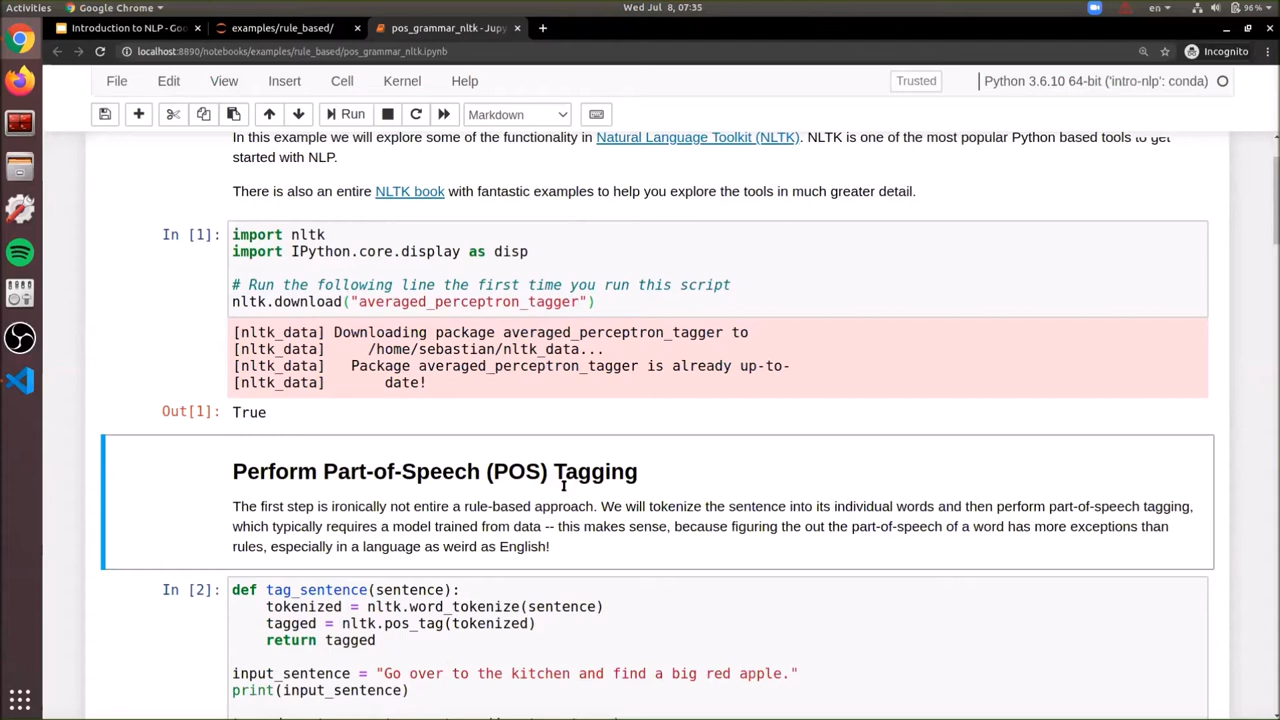 Activities Google Chrome Wed Jul 8, 07:35 en 96 %
Introduction to NLP - Goo examples/rule_based/ pos_grammar_nltk - Jupy
localhost:8890/notebooks/examples/rule_based/pos_grammar_nltk.ipynb Incognito
File Edit View Insert Cell Kernel Help Trusted Python 3.6.10 64-bit ('intro-nlp': conda)
Run Markdown
In this example we will explore some of the functionality in Natural Language Toolkit (NLTK). NLTK is one of the most popular Python based tools to get
started with NLP.
There is also an entire NLTK book with fantastic examples to help you explore the tools in much greater detail.
In [1]: import nltk
import IPython.core.display as disp
# Run the following line the first time you run this script
nltk.download("averaged_perceptron_tagger")
[nltk_data] Downloading package averaged_perceptron_tagger to
[nltk_data] /home/sebastian/nltk_data...
[nltk_data] Package averaged_perceptron_tagger is already up-to-
[nltk_data] date!
Out[1]: True
Perform Part-of-Speech (POS) Tagging
The first step is ironically not entire a rule-based approach. We will tokenize the sentence into its individual words and then perform part-of-speech tagging,
which typically requires a model trained from data -- this makes sense, because figuring the out the part-of-speech of a word has more exceptions than
rules, especially in a language as weird as English!
In [2]: def tag_sentence(sentence):
tokenized = nltk.word_tokenize(sentence)
tagged = nltk.pos_tag(tokenized)
return tagged
input_sentence = "Go over to the kitchen and find a big red apple."
print(input_sentence)